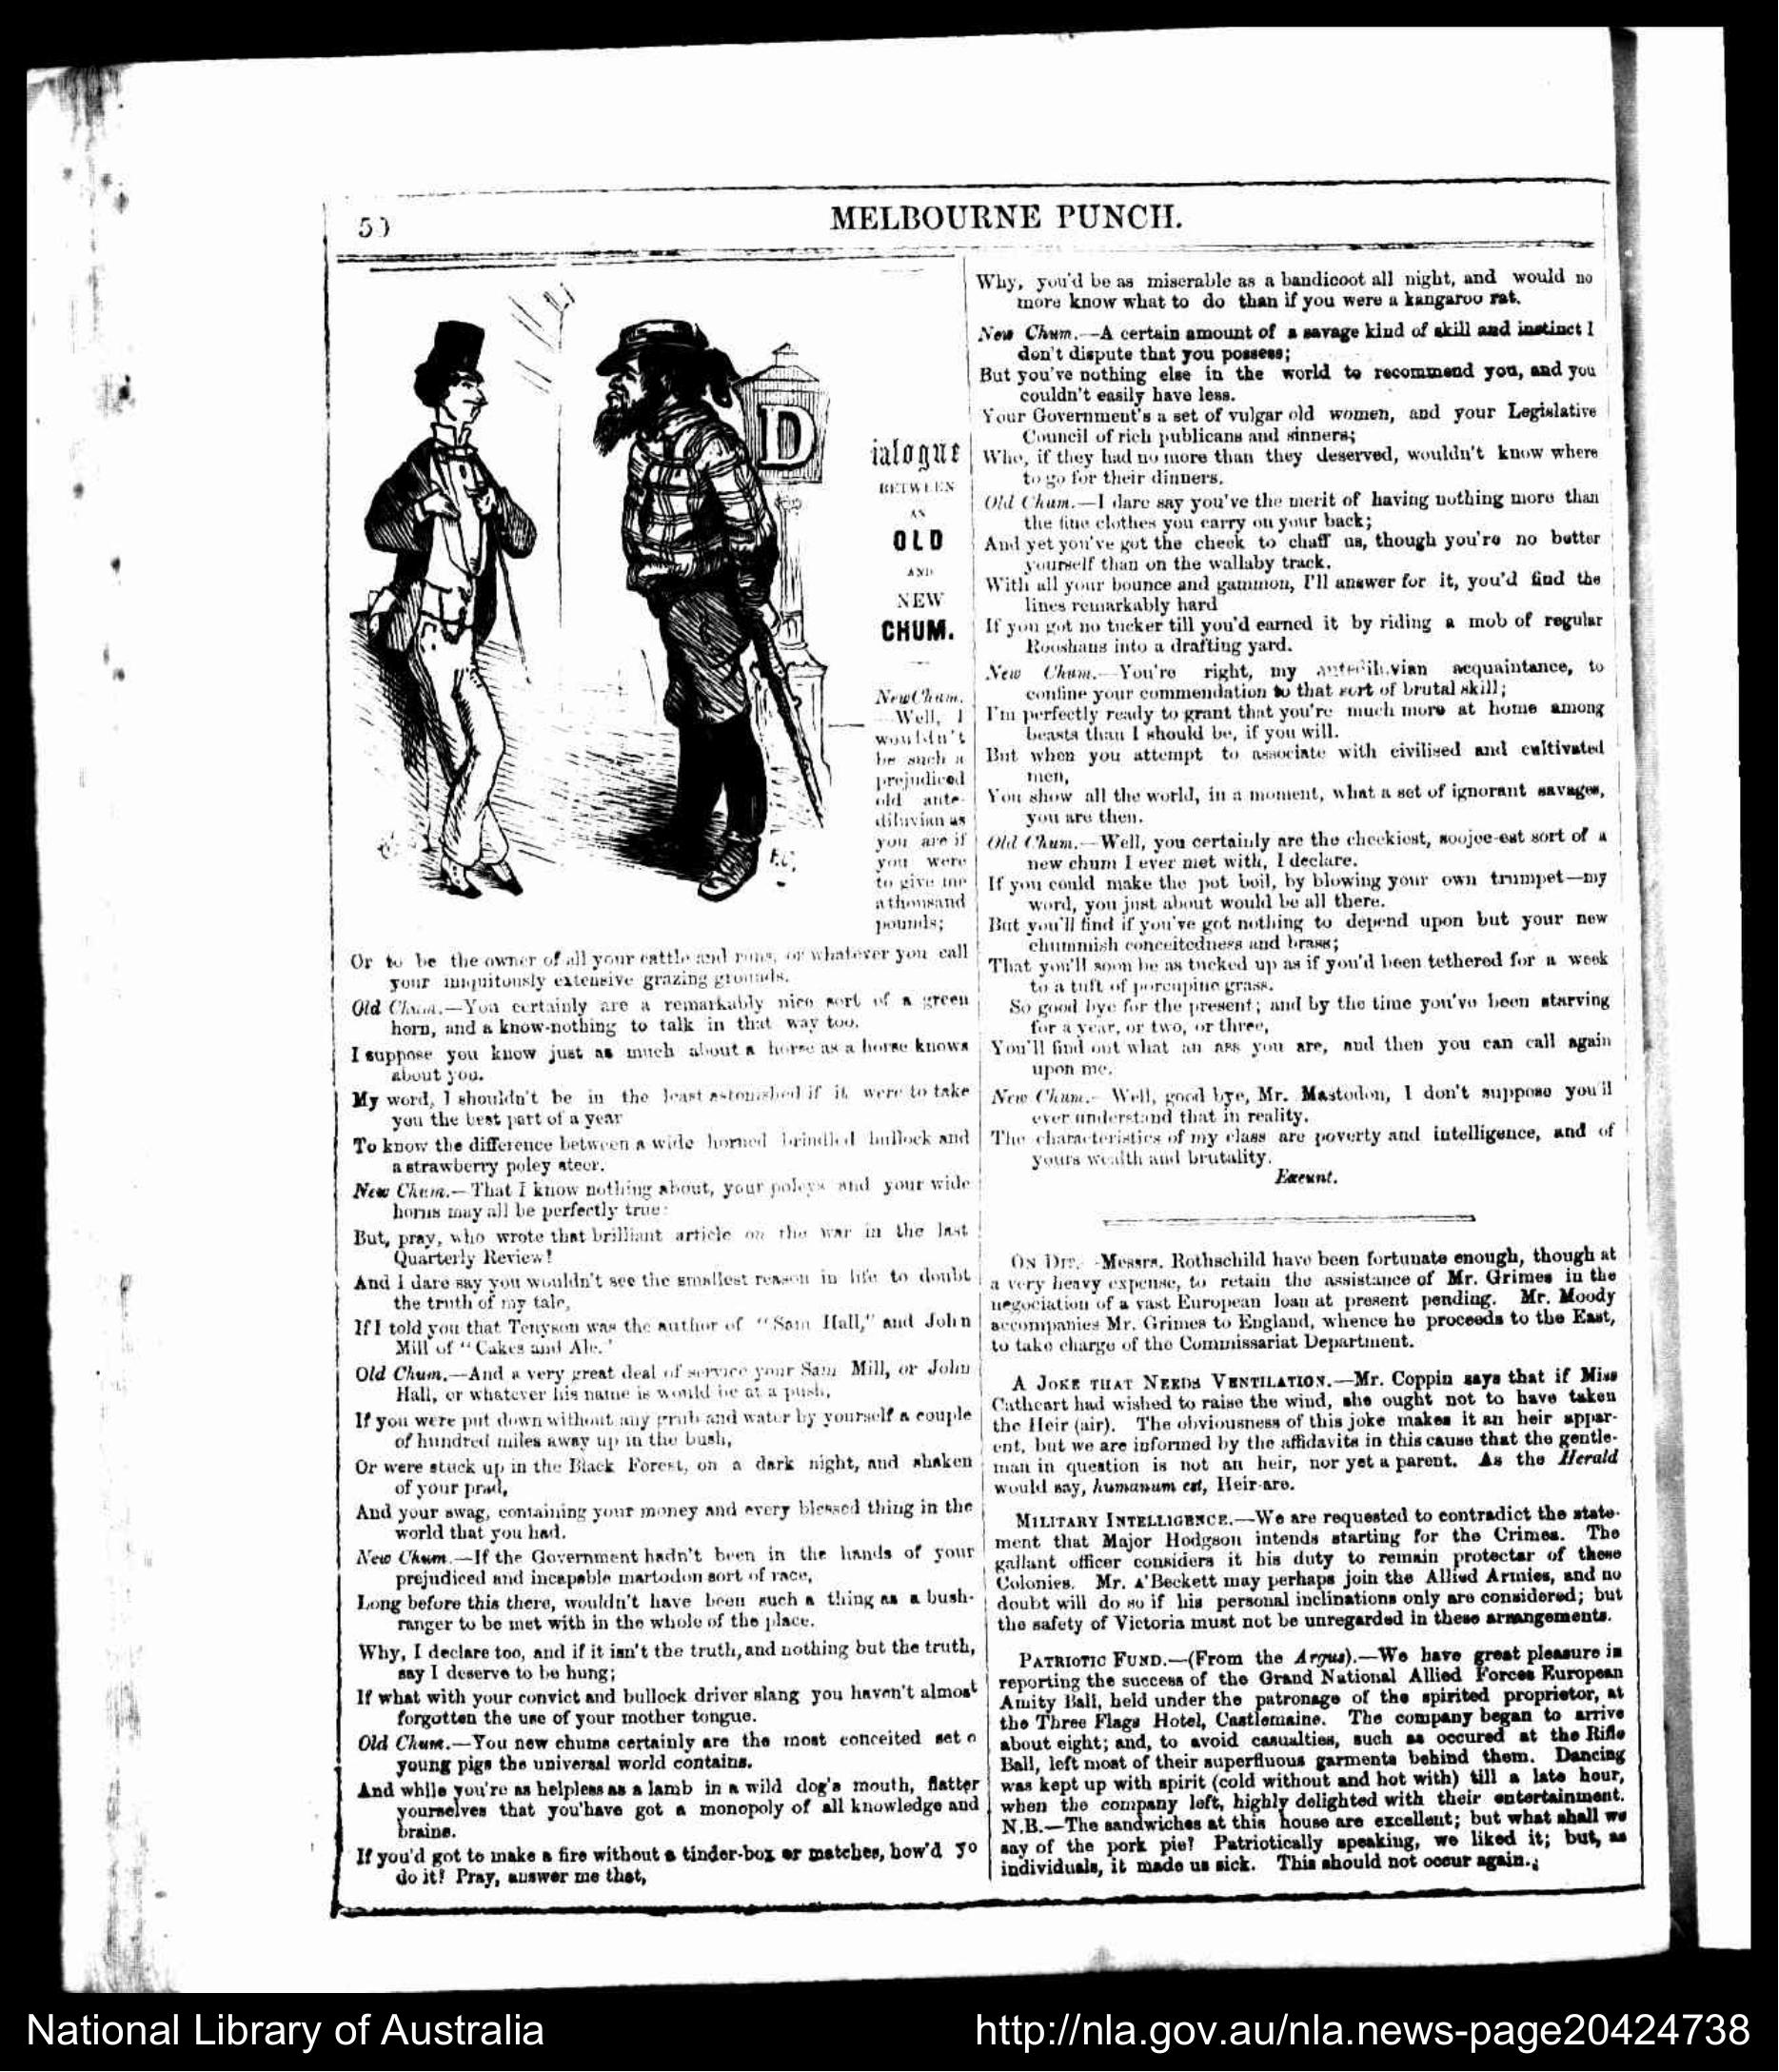 MELBOURNE PUNCH.
D
ialogue
BETWEEN
AN
OLD
AND
NEW
CHUM.
New Chum.
Well, I
wouldn't
be such a
prejudiced
old ante-
diluvian as
you are if
you were
to give me
a thousand
pounds;
F.C.
Or to be the owner of all your cattle and runs, or whatever you call
your iniquitously extensive grazing grounds.
Old Chum.—You certainly are a remarkably nice sort of a green
horn, and a know-nothing to talk in that way too.
I suppose you know just as much about a horse as a horse knows
about you.
My word, I shouldn't be in the least astonished if it were to take
you the best part of a year
To know the difference between a wide horned brindled bullock and
a strawberry poley steer.
New Chum.—That I know nothing about, your poleys and your wide
horns may all be perfectly true:
But, pray, who wrote that brilliant article on the war in the last
Quarterly Review?
And I dare say you wouldn't see the smallest reason in life to doubt
the truth of my tale,
If I told you that Tenyson was the author of "Sam Hall," and John
Mill of "Cakes and Ale."
Old Chum.—And a very great deal of service your Sam Mill, or John
Hall, or whatever his name is would be at a push,
If you were put down without any grub and water by yourself a couple
of hundred miles away up in the bush,
Or were stuck up in the Black Forest, on a dark night, and shaken
of your prad,
And your swag, containing your money and every blessed thing in the
world that you had.
New Chum.—If the Government hadn't been in the hands of your
prejudiced and incapable martodon sort of race,
Long before this there, wouldn't have been such a thing as a bush-
ranger to be met with in the whole of the place.
Why, I declare too, and if it isn't the truth, and nothing but the truth,
say I deserve to be hung;
If what with your convict and bullock driver slang you haven't almost
forgotten the use of your mother tongue.
Old Chum.—You new chums certainly are the most conceited set o
young pigs the universal world contains.
And while you're as helpless as a lamb in a wild dog's mouth, flatter
yourselves that you'have got a monopoly of all knowledge and
brains.
If you'd got to make a fire without a tinder-box or matches, how'd yo
do it? Pray, answer me that,
Why, you'd be as miserable as a bandicoot all night, and would no
more know what to do than if you were a kangaroo rat.
New Chum.—A certain amount of a savage kind of skill and instinct I
don't dispute that you possess;
But you've nothing else in the world to recommend you, and you
couldn't easily have less.
Your Government's a set of vulgar old women, and your Legislative
Council of rich publicans and sinners;
Who, if they had no more than they deserved, wouldn't know where
to go for their dinners.
Old Chum.—I dare say you've the merit of having nothing more than
the fine clothes you carry on your back;
And yet you've got the cheek to chaff us, though you're no better
yourself than on the wallaby track.
With all your bounce and gammon, I'll answer for it, you'd find the
lines remarkably hard
If you got no tucker till you'd earned it by riding a mob of regular
Rooshans into a drafting yard.
New Chum.—You're right, my antediluvian acquaintance, to
confine your commendation to that sort of brutal skill;
I'm perfectly ready to grant that you're much more at home among
beasts than I should be, if you will.
But when you attempt to associate with civilised and cultivated
men,
You show all the world, in a moment, what a set of ignorant savages,
you are then.
Old Chum.—Well, you certainly are the cheekiest, soojee-est sort of a
new chum I ever met with, I declare.
If you could make the pot boil, by blowing your own trumpet—my
word, you just about would be all there.
But you'll find if you've got nothing to depend upon but your new
chummish conceitedness and brass;
That you'll soon be as tucked up as if you'd been tethered for a week
to a tuft of porcupine grass.
So good bye for the present; and by the time you've been starving
for a year, or two, or three,
You'll find out what an ass you are, and then you can call again
upon me.
New Chum.—Well, good bye, Mr. Mastodon, I don't suppose you'll
ever understand that in reality.
The characteristics of my class are poverty and intelligence, and of
yours wealth and brutality.
Exeunt.
ON DIT.—Messrs. Rothschild have been fortunate enough, though at
a very heavy expense, to retain the assistance of Mr. Grimes in the
negociation of a vast European loan at present pending. Mr. Moody
accompanies Mr. Grimes to England, whence he proceeds to the East,
to take charge of the Commissariat Department.
A JOKE THAT NEEDS VENTILATION.—Mr. Coppin says that if Miss
Cathcart had wished to raise the wind, she ought not to have taken
the Heir (air). The obviousness of this joke makes it an heir appar-
ent, but we are informed by the affidavits in this cause that the gentle-
man in question is not an heir, nor yet a parent. As the Herald
would say, humanum est, Heir-are.
MILITARY INTELLIGENCE.—We are requested to contradict the state-
ment that Major Hodgson intends starting for the Crimea. The
gallant officer considers it his duty to remain protectar of these
Colonies. Mr. A'Beckett may perhaps join the Allied Armies, and no
doubt will do so if his personal inclinations only are considered; but
the safety of Victoria must not be unregarded in these arrangements.
PATRIOTIC FUND.—(From the Argus).—We have great pleasure in
reporting the success of the Grand National Allied Forces European
Amity Ball, held under the patronage of the spirited proprietor, at
the Three Flags Hotel, Castlemaine. The company began to arrive
about eight; and, to avoid casualties, such as occured at the Rifle
Ball, left most of their superfluous garments behind them. Dancing
was kept up with spirit (cold without and hot with) till a late hour,
when the company left, highly delighted with their entertainment.
N.B.—The sandwiches at this house are excellent; but what shall we
say of the pork pie? Patriotically speaking, we liked it; but, as
individuals, it made us sick. This should not occur again.
National Library of Australia
http://nla.gov.au/nla.news-page20424738